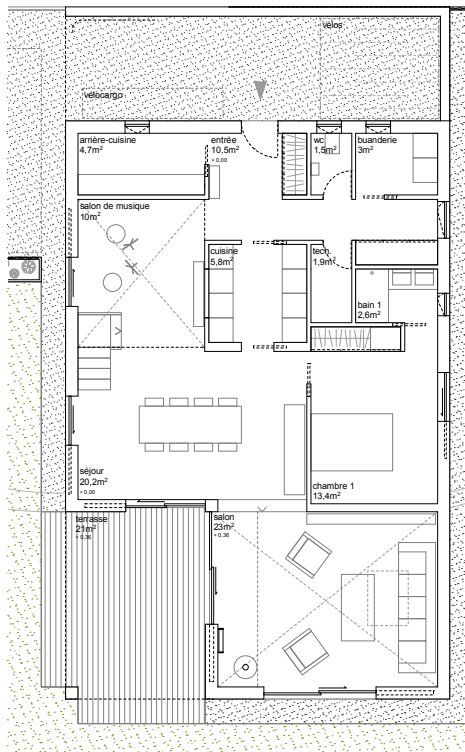 vélos
vélocargo
arrière-cuisine
4,7m²
entrée
10,5m²
+ 0,00
wc
1,5m²
buanderie
3m²
salon de musique
10m²
cuisine
5,8m²
tech.
1,9m²
bain 1
2,6m²
séjour
20,2m²
+ 0,00
chambre 1
13,4m²
terrasse
21m²
+ 0,36
salon
23m²
+ 0,36